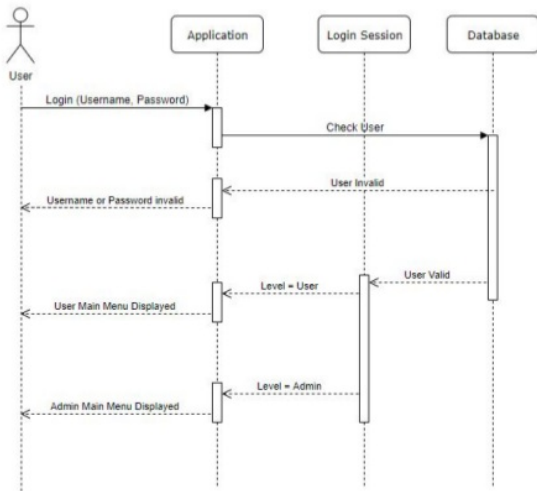 Application
Login Session
Database
User
Login (Username, Password)
Check User
User Invalid
Username or Password invalid
User Valid
Level = User
User Main Menu Displayed
Level = Admin
Admin Main Menu Displayed